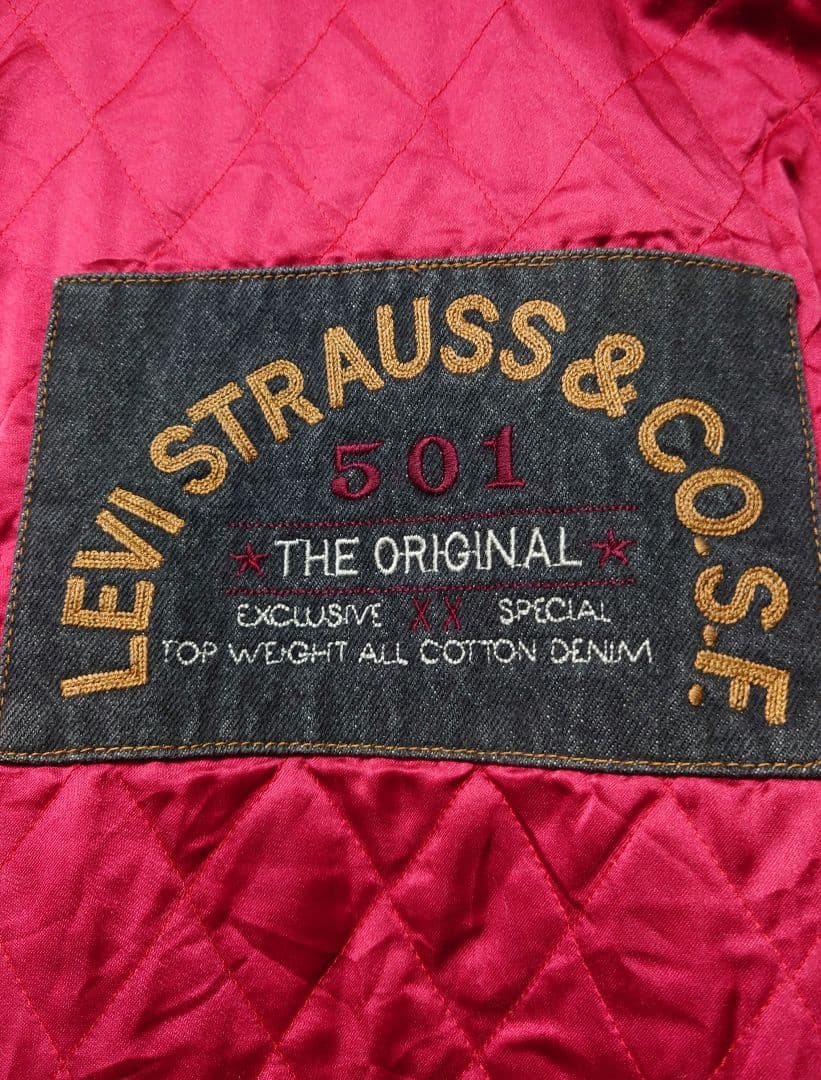 LEVI STRAUSS & CO. S.F.
501
THE ORIGINAL
EXCLUSIVE XX SPECIAL
TOP WEIGHT ALL COTTON DENIM